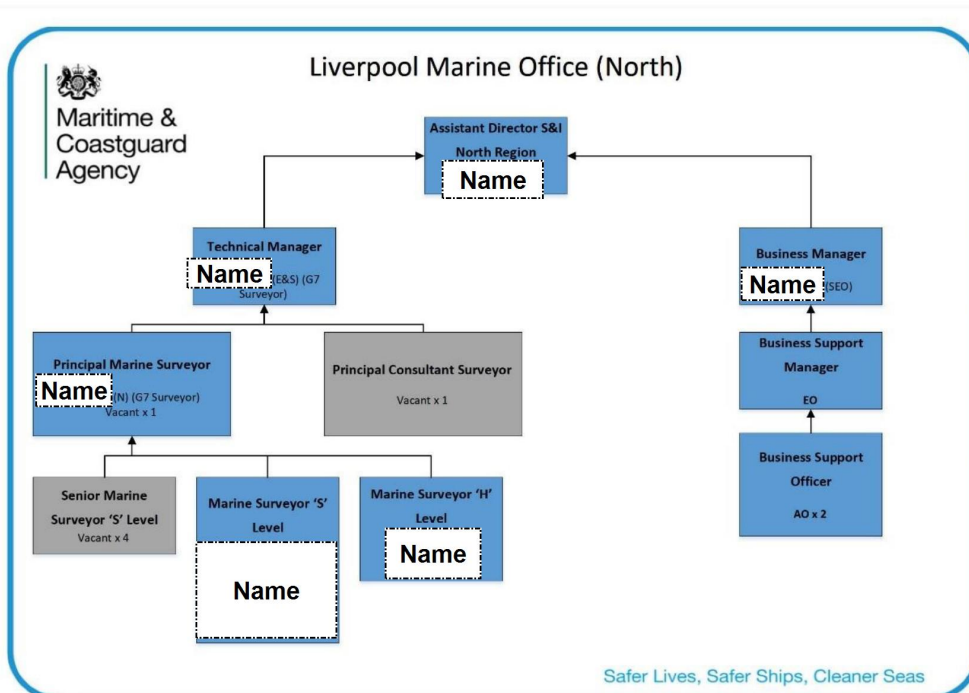 Liverpool Marine Office (North)
Maritime &
Coastguard
Agency
Assistant Director S&I
North Region
Name
Technical Manager
Name (E&S) (G7
Surveyor)
Business Manager
Name (SEO)
Principal Marine Surveyor
Name (N) (G7 Surveyor)
Vacant x 1
Principal Consultant Surveyor
Vacant x 1
Business Support
Manager
EO
Senior Marine
Surveyor ‘S’ Level
Vacant x 4
Marine Surveyor ‘S’
Level
Name
Marine Surveyor ‘H’
Level
Name
Business Support
Officer
AO x 2
Safer Lives, Safer Ships, Cleaner Seas